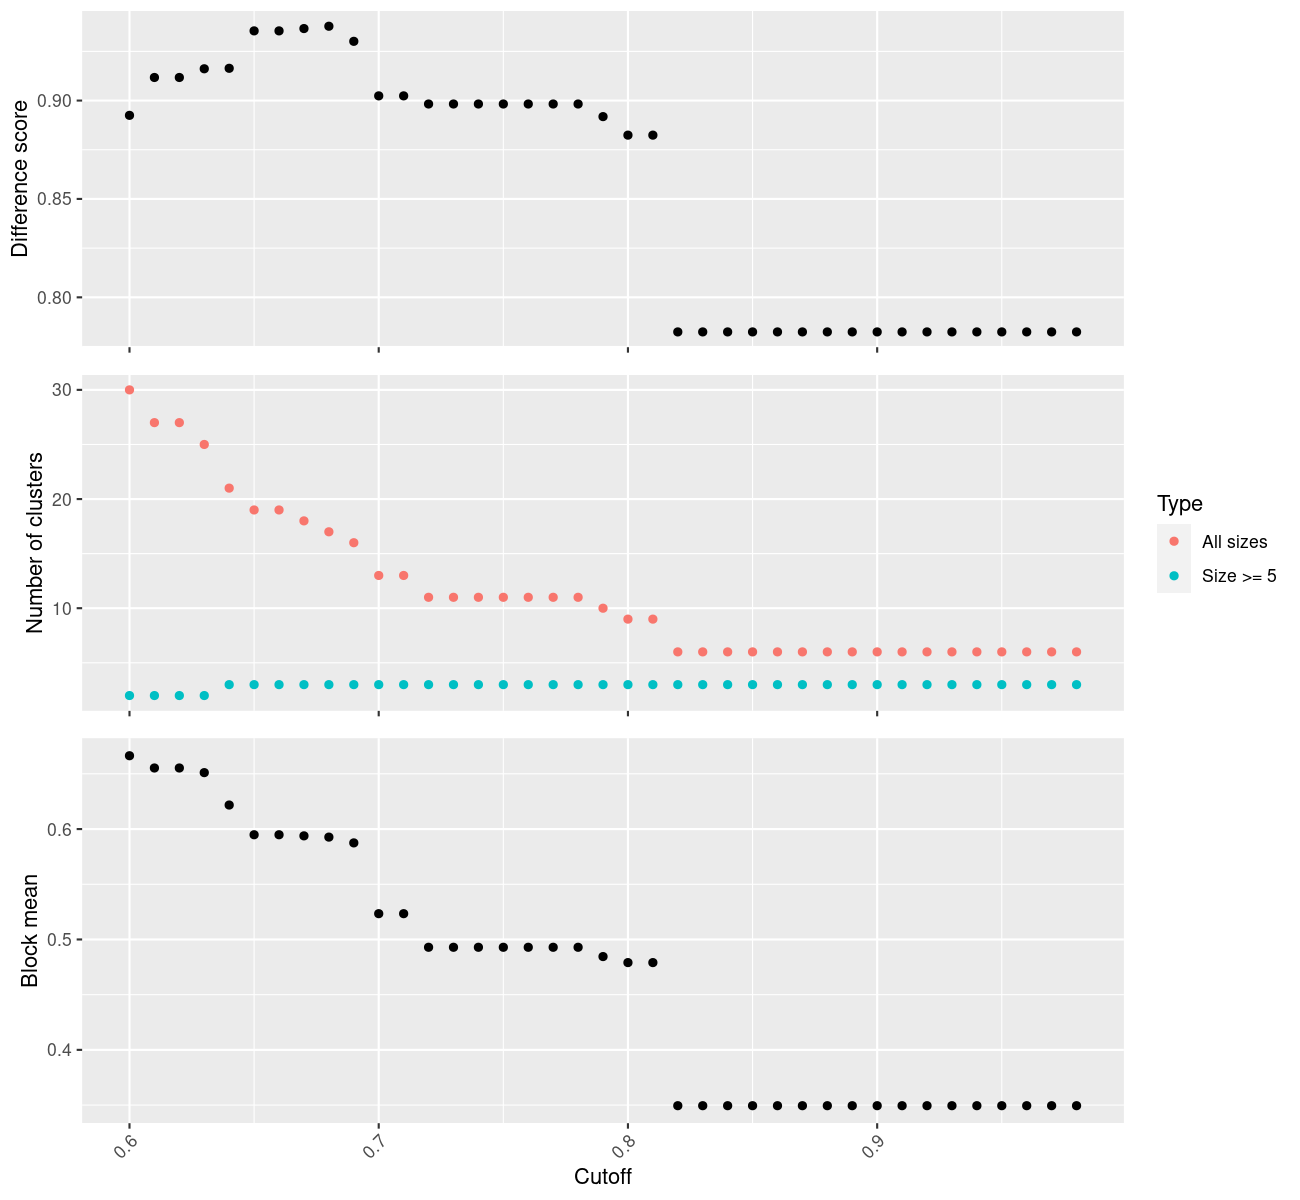 Difference score
0.90
0.85
0.80
Number of clusters
30
20
10
Type
All sizes
Size >= 5
Block mean
0.6
0.5
0.4
0.6 0.7 0.8 0.9
Cutoff